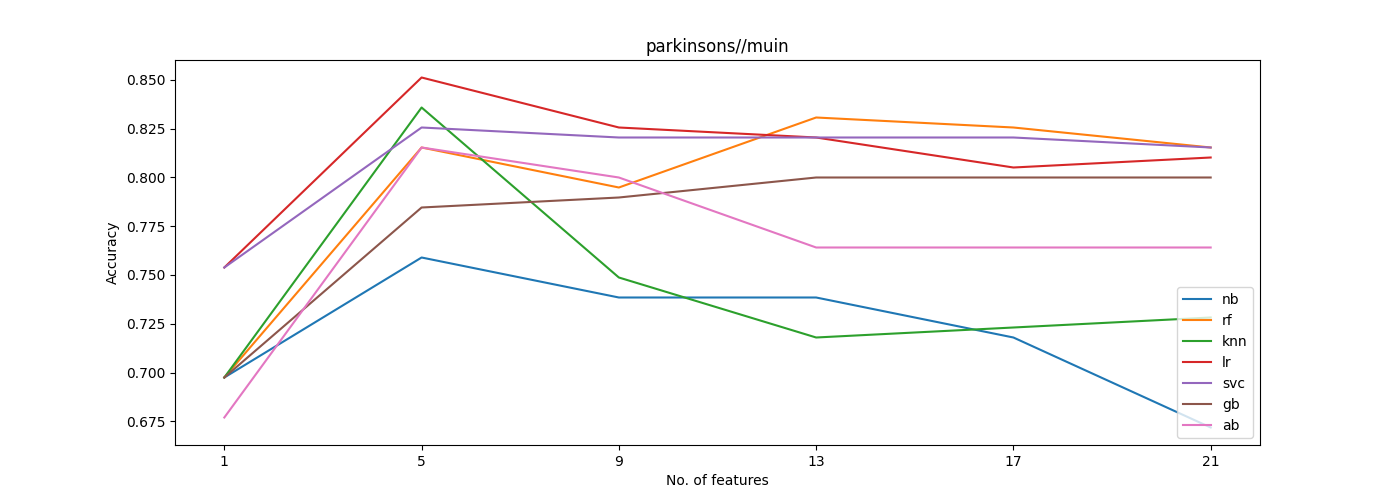 parkinsons//muin
Accuracy
0.850
0.825
0.800
0.775
0.750
0.725
0.700
0.675
1 5 9 13 17 21
No. of features
nb
rf
knn
lr
svc
gb
ab